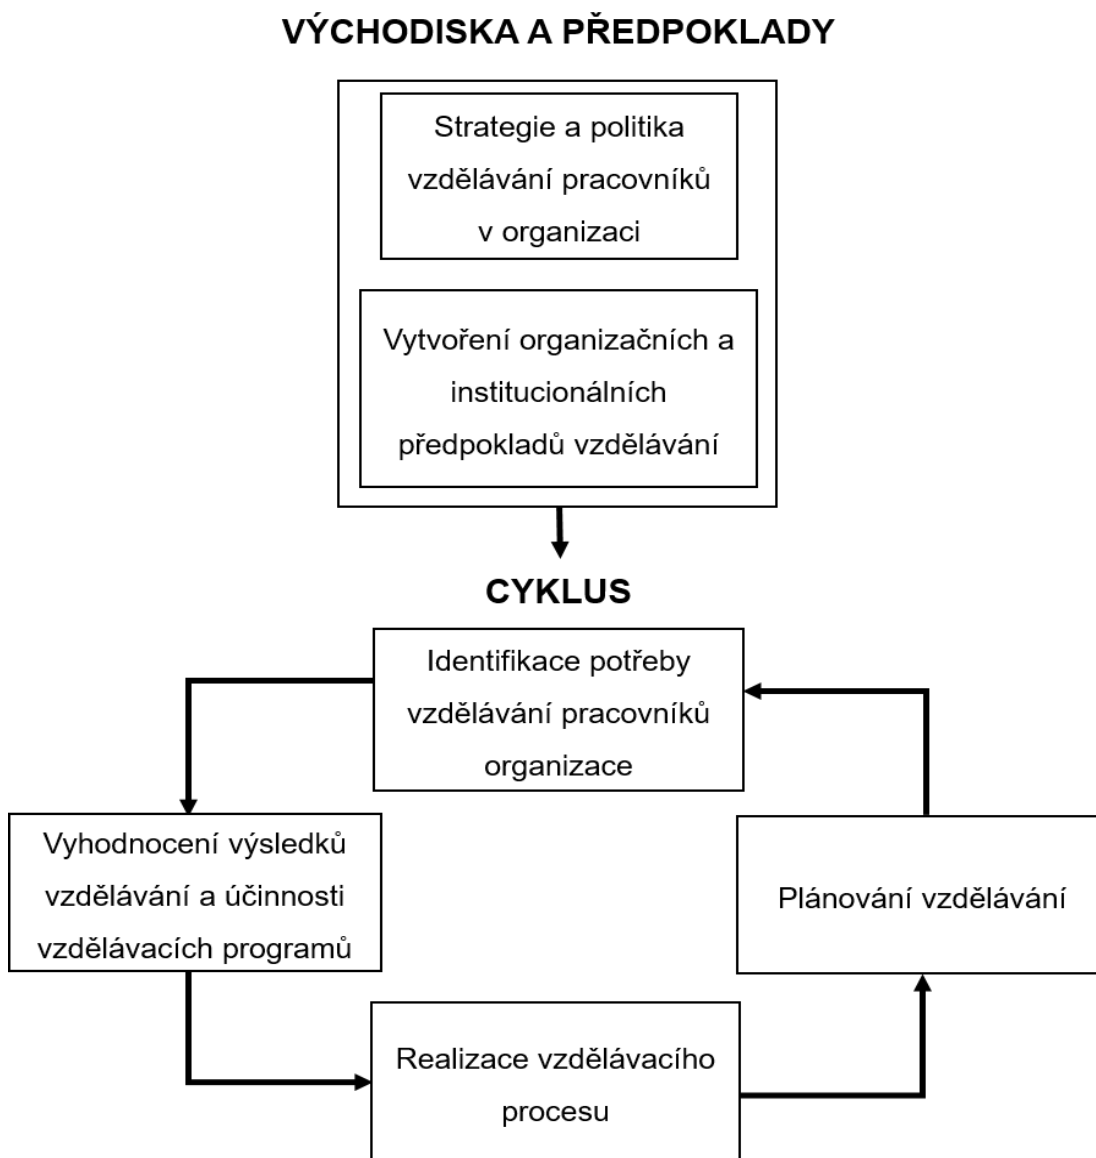 VÝCHODISKA A PŘEDPOKLADY
Strategie a politika
vzdělávání pracovníků
v organizaci
Vytvoření organizačních a
institucionálních
předpokladů vzdělávání
CYKLUS
Identifikace potřeby
vzdělávání pracovníků
organizace
Vyhodnocení výsledků
vzdělávání a účinnosti
vzdělávacích programů
Plánování vzdělávání
Realizace vzdělávacího
procesu